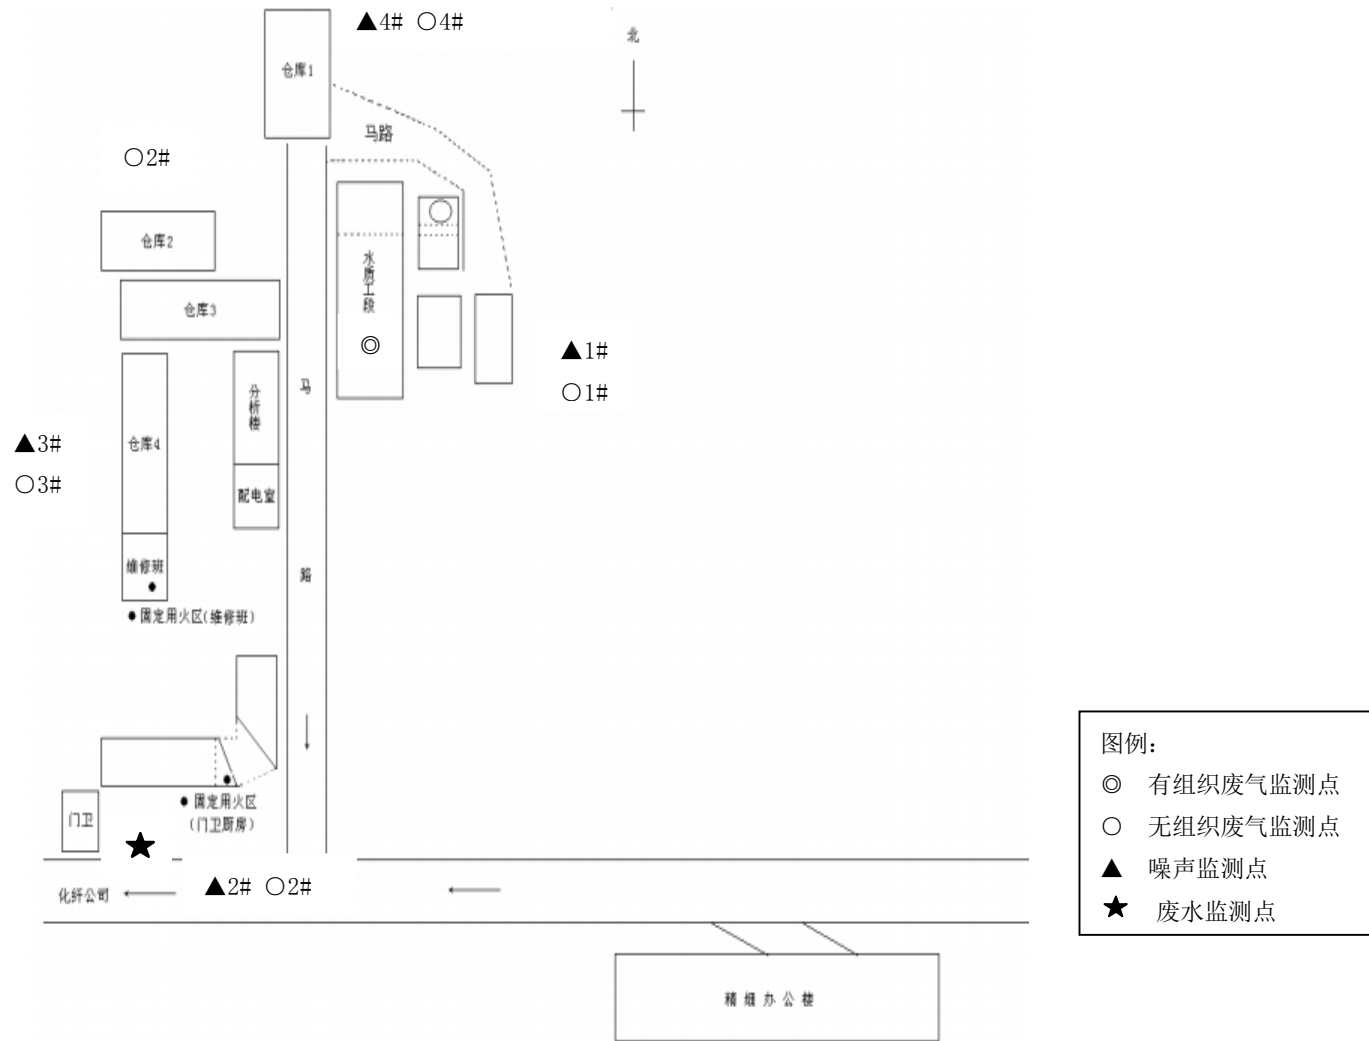 ▲4# ○4#
北
仓库1
马路
○2#
仓库2
水质工段
仓库3
◎
▲1#
○1#
马
分析楼
▲3#
仓库4
○3#
配电室
维修班
路
●固定用火区(维修班)
●固定用火区
(门卫厨房)
门卫
★
化纤公司
▲2# ○2#
精细办公楼
图例：
◎ 有组织废气监测点
○ 无组织废气监测点
▲ 噪声监测点
★ 废水监测点